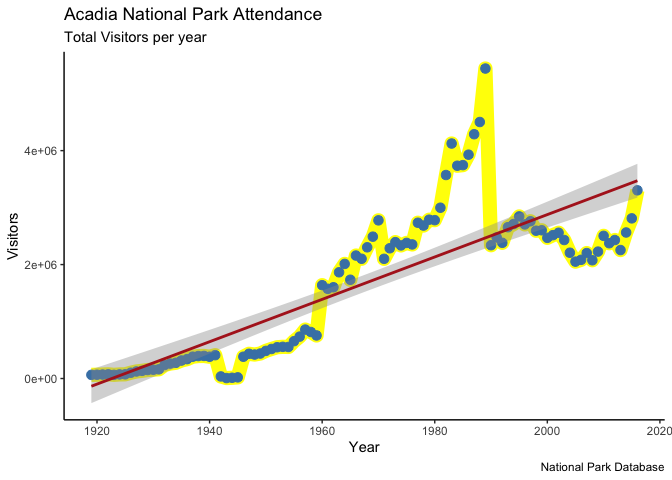 Acadia National Park Attendance
Total Visitors per year
Visitors
4e+06
2e+06
0e+00
1920 1940 1960 1980 2000 2020
Year
National Park Database